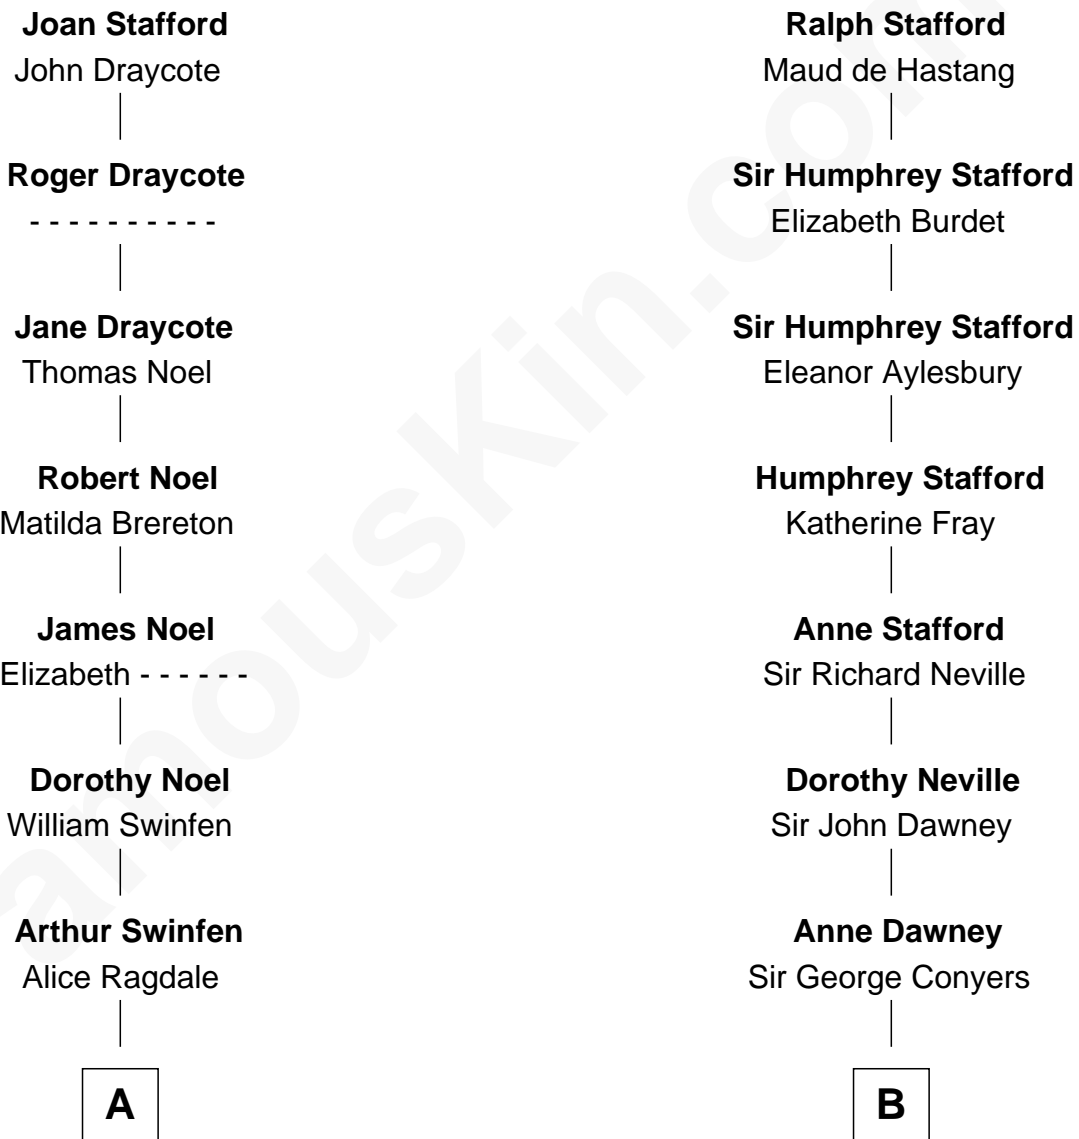 Joan Stafford
John Draycote
Roger Draycote
- - - - - - - - - -
Jane Draycote
Thomas Noel
Robert Noel
Matilda Brereton
James Noel
Elizabeth - - - - - -
Dorothy Noel
William Swinfen
Arthur Swinfen
Alice Ragdale
A
Ralph Stafford
Maud de Hastang
Sir Humphrey Stafford
Elizabeth Burdet
Sir Humphrey Stafford
Eleanor Aylesbury
Humphrey Stafford
Katherine Fray
Anne Stafford
Sir Richard Neville
Dorothy Neville
Sir John Dawney
Anne Dawney
Sir George Conyers
B
amouskin.com